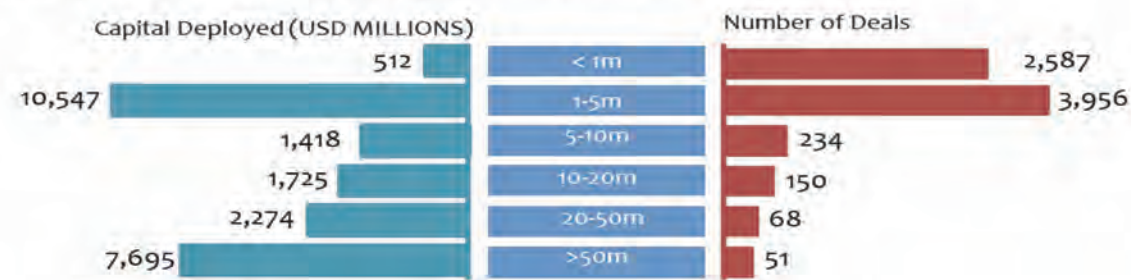 Capital Deployed (USD MILLIONS) Number of Deals
512 < 1m 2,587
10,547 1-5m 3,956
1,418 5-10m 234
1,725 10-20m 150
2,274 20-50m 68
7,695 >50m 51